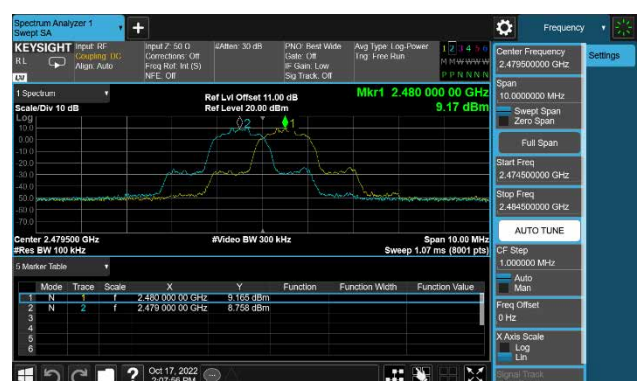 Spectrum Analyzer 1
Swept SA
+
Frequency
KEYSIGHT
RL
Input: RF
Coupling: DC
Align: Auto
Input Z: 50 Ω
Corrections: Off
Freq Ref: Int (S)
NFE: Off
#Atten: 30 dB
PNO: Best Wide
Gate: Off
IF Gain: Low
Sig Track: Off
Avg Type: Log-Power
Trig: Free Run
1 2 3 4 5 6
M M W W W W
P P N N N N
1 Spectrum
Scale/Div 10 dB
Ref Lvl Offset 11.00 dB
Ref Level 20.00 dBm
Mkr1 2.480 000 00 GHz
9.17 dBm
Log
10.0
0.00
-10.0
-20.0
-30.0
-40.0
-50.0
-60.0
-70.0
2
1
Center 2.479500 GHz
#Res BW 100 kHz
#Video BW 300 kHz
Span 10.00 MHz
Sweep 1.07 ms (8001 pts)
5 Marker Table
Mode Trace Scale X Y Function Function Width Function Value
1 N 1 f 2.480 000 00 GHz 9.165 dBm
2 N 2 f 2.479 000 00 GHz 8.758 dBm
3
4
5
6
?
Oct 17, 2022
2:07:56 PM
Center Frequency
2.479500000 GHz
Settings
Span
10.0000000 MHz
Swept Span
Zero Span
Full Span
Start Freq
2.474500000 GHz
Stop Freq
2.484500000 GHz
AUTO TUNE
CF Step
1.000000 MHz
Auto
Man
Freq Offset
0 Hz
X Axis Scale
Log
Lin
Signal Track